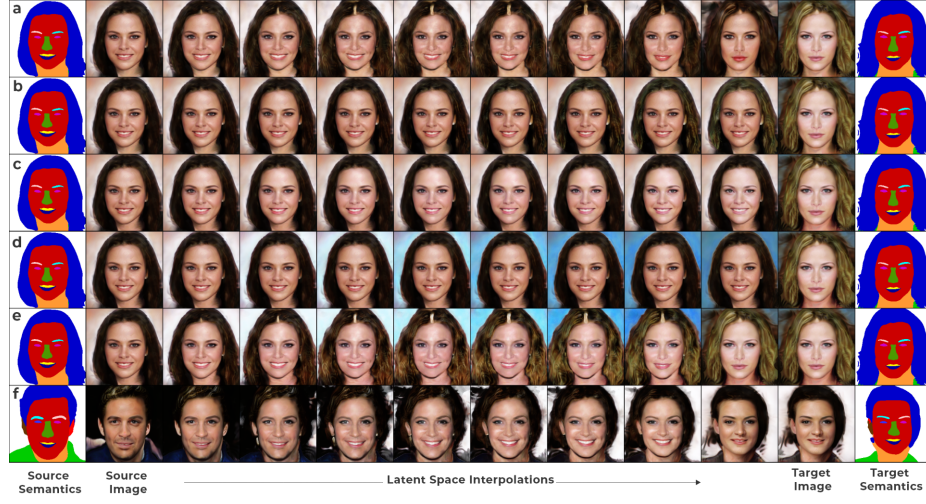 a
b
c
d
e
f
Source
Semantics
Source
Image
Latent Space Interpolations
Target
Image
Target
Semantics